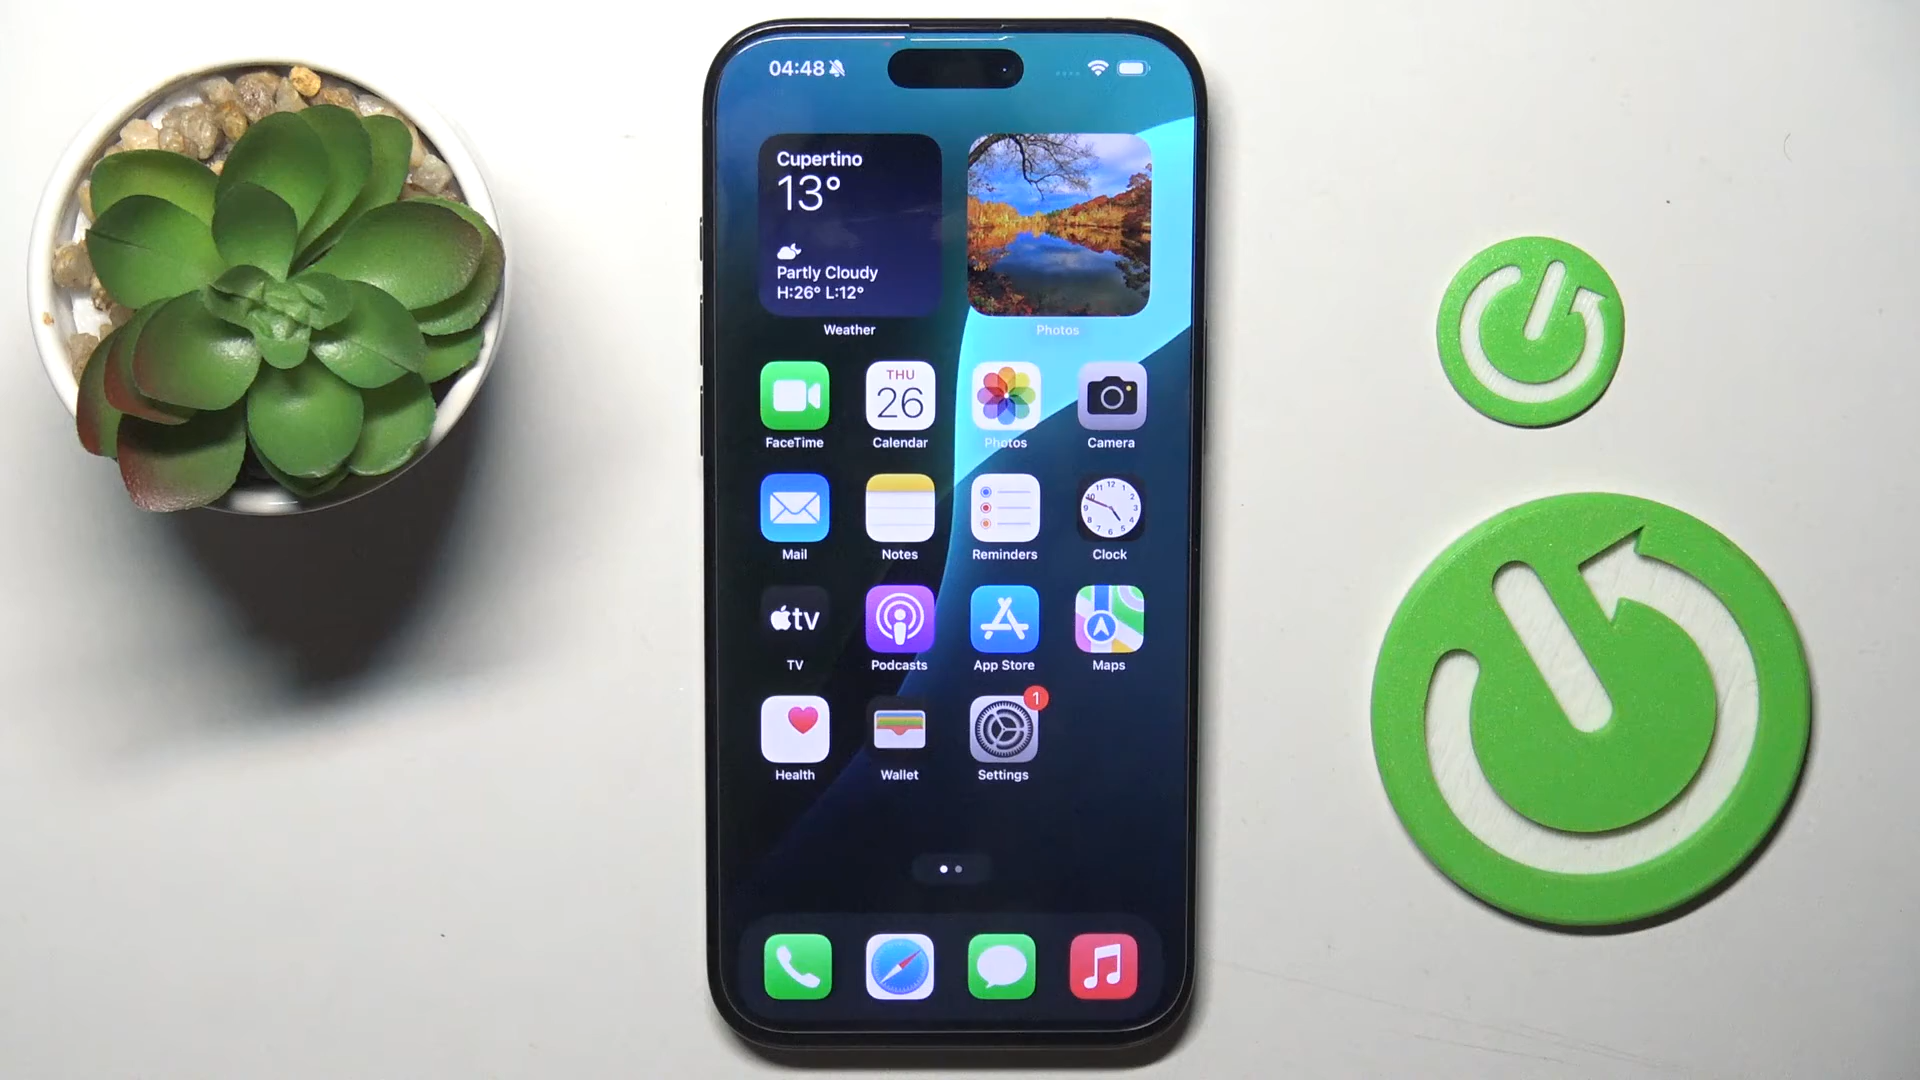 04:48
Cupertino
13°
Partly Cloudy
H:26° L:12°
Weather
Photos
THU
26
FaceTime
Calendar
Photos
Camera
Mail
Notes
Reminders
Clock
tv
TV
Podcasts
App Store
Maps
1
Health
Wallet
Settings